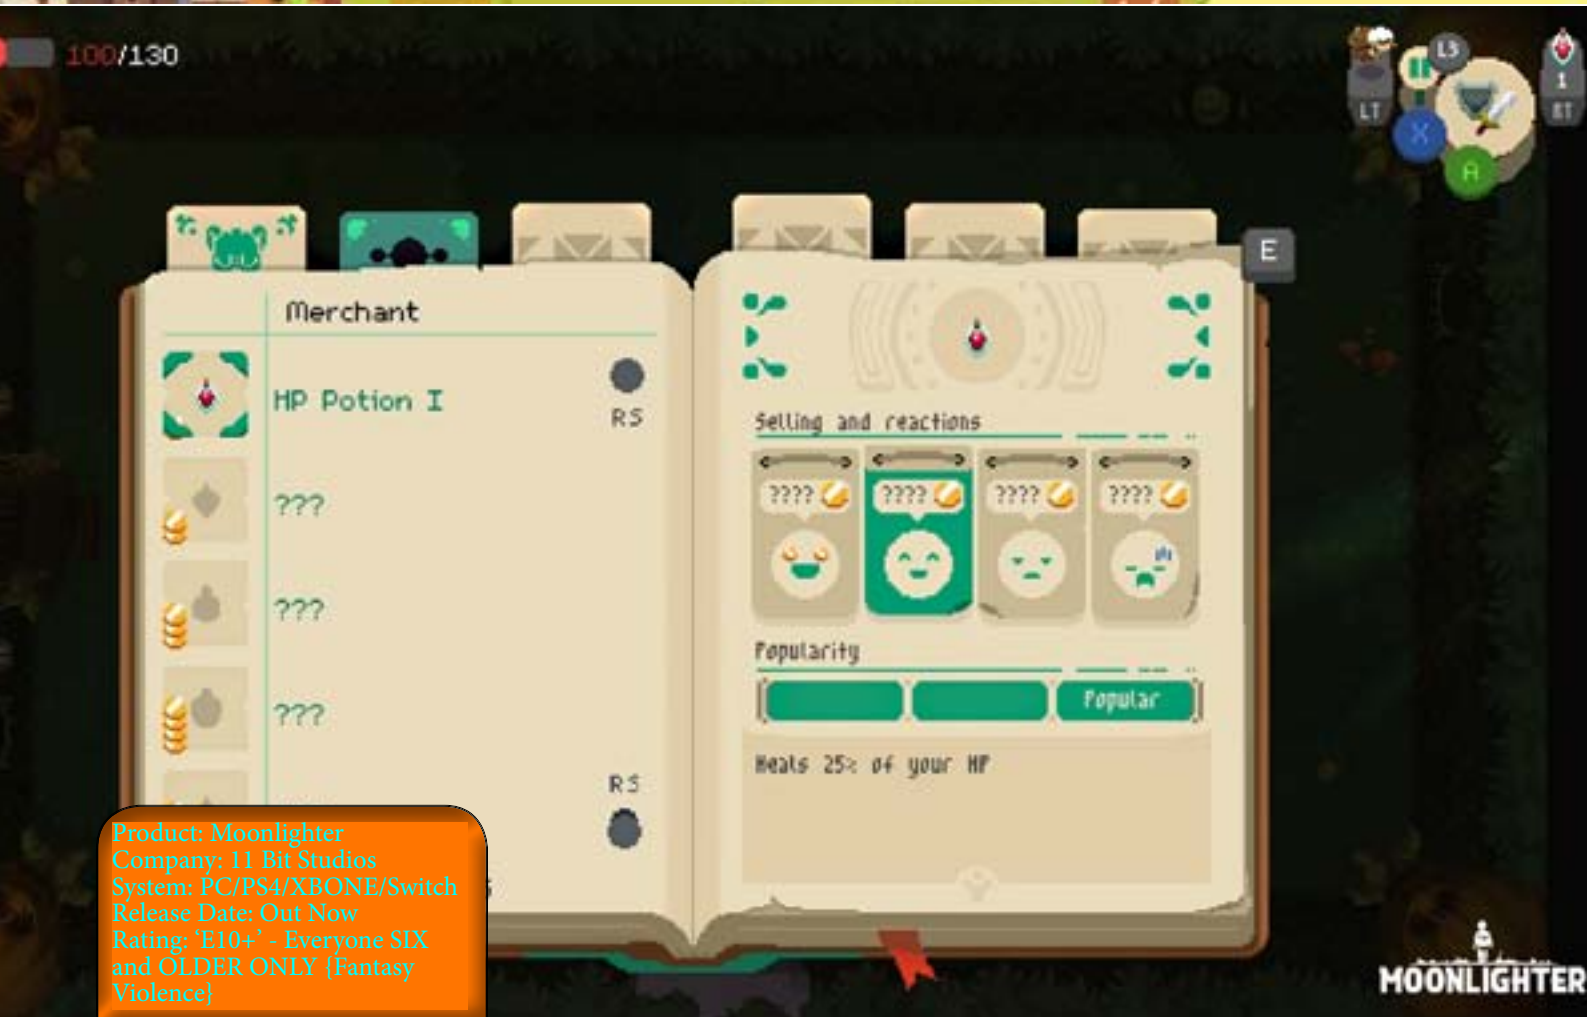 100/130
L3
1
LT
RT
X
A
E
Merchant
HP Potion I
RS
???
???
???
RS
Selling and reactions
???? ???? ???? ????
Popularity
Popular
Heals 25% of your HP
Product: Moonlighter
Company: 11 Bit Studios
System: PC/PS4/XBONE/Switch
Release Date: Out Now
Rating: ‘E10+’ - Everyone SIX
and OLDER ONLY {Fantasy
Violence}
MOONLIGHTER